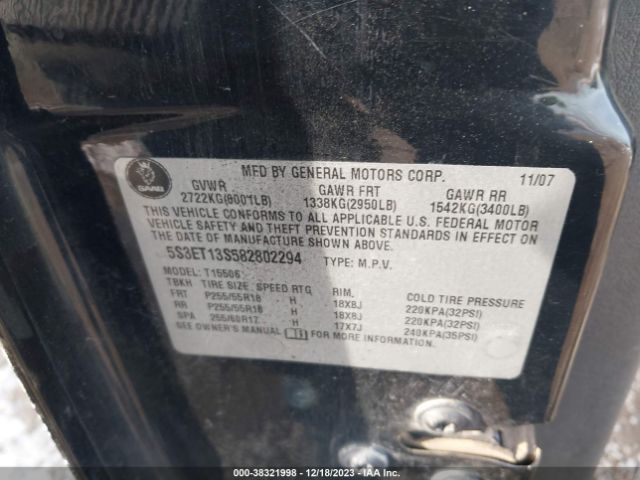 SAAB
MFD BY GENERAL MOTORS CORP. 11/07
GVWR GAWR FRT GAWR RR
2722KG(6001LB) 1338KG(2950LB) 1542KG(3400LB)
THIS VEHICLE CONFORMS TO ALL APPLICABLE U.S. FEDERAL MOTOR
VEHICLE SAFETY AND THEFT PREVENTION STANDARDS IN EFFECT ON
THE DATE OF MANUFACTURE SHOWN ABOVE.
5S3ET13S582802294 TYPE: M.P.V.
MODEL: T15506
TBKH TIRE SIZE SPEED RTG RIM COLD TIRE PRESSURE
FRT P255/55R18 H 18X8J 220KPA(32PSI)
RR P255/55R18 H 18X8J 220KPA(32PSI)
SPA 255/60R17 H 17X7J 240KPA(35PSI)
SEE OWNER'S MANUAL FOR MORE INFORMATION.
000-38321998 - 12/18/2023 - IAAI.COM